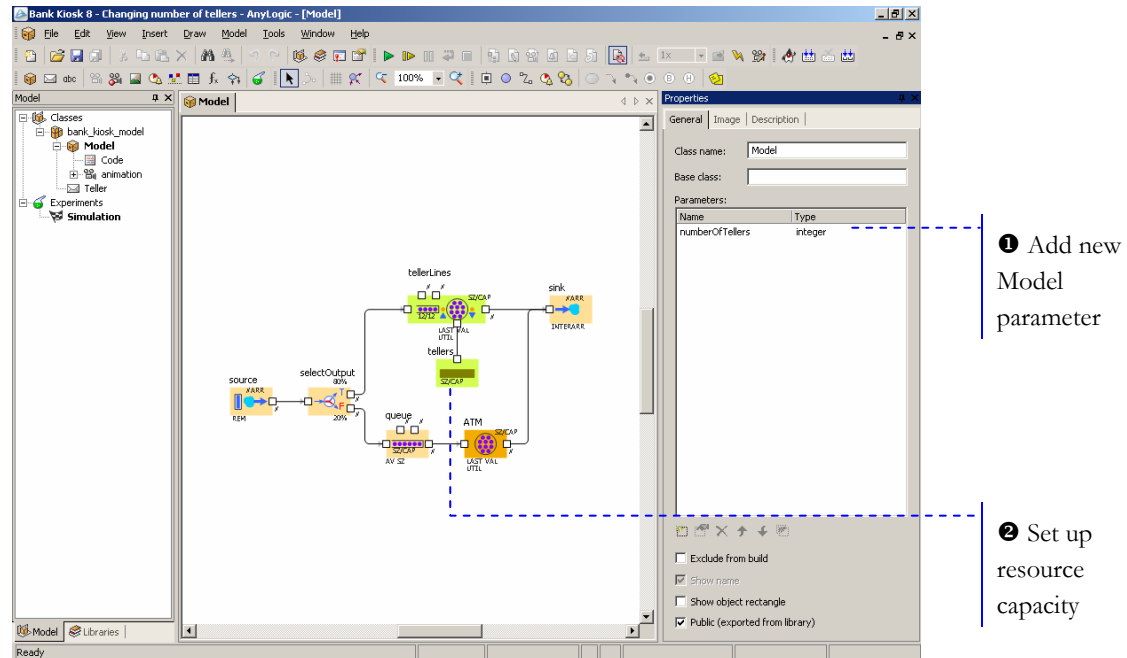 Bank Kiosk 8 - Changing number of tellers - AnyLogic - [Model]
File Edit View Insert Draw Model Tools Window Help
1x
abc
100%
Model
Classes
bank_kiosk_model
Model
Code
animation
Teller
Experiments
Simulation
Model Libraries
Ready
Model
tellerLines
SZ/CAP
12/12
LAST VAL
UTIL
sink
#ARR
INTERARR
tellers
SZ/CAP
source
#ARR
REM
selectOutput
80%
T
F
20%
queue
SZ/CAP
AV SZ
ATM
SZ/CAP
LAST VAL
UTIL
Properties
General Image Description
Class name: Model
Base class:
Parameters:
Name Type
numberOfTellers integer
Exclude from build
Show name
Show object rectangle
Public (exported from library)
❶ Add new
Model
parameter
❷ Set up
resource
capacity